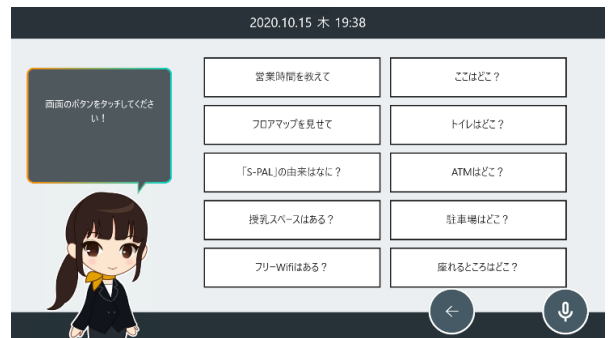 2020.10.15 木 19:38
画面のボタンをタッチしてくださ
い！
営業時間を教えて
ここはどこ？
フロアマップを見せて
トイレはどこ？
「S-PAL」の由来はなに？
ATMはどこ？
授乳スペースはある？
駐車場はどこ？
フリーWifiはある？
座れるところはどこ？